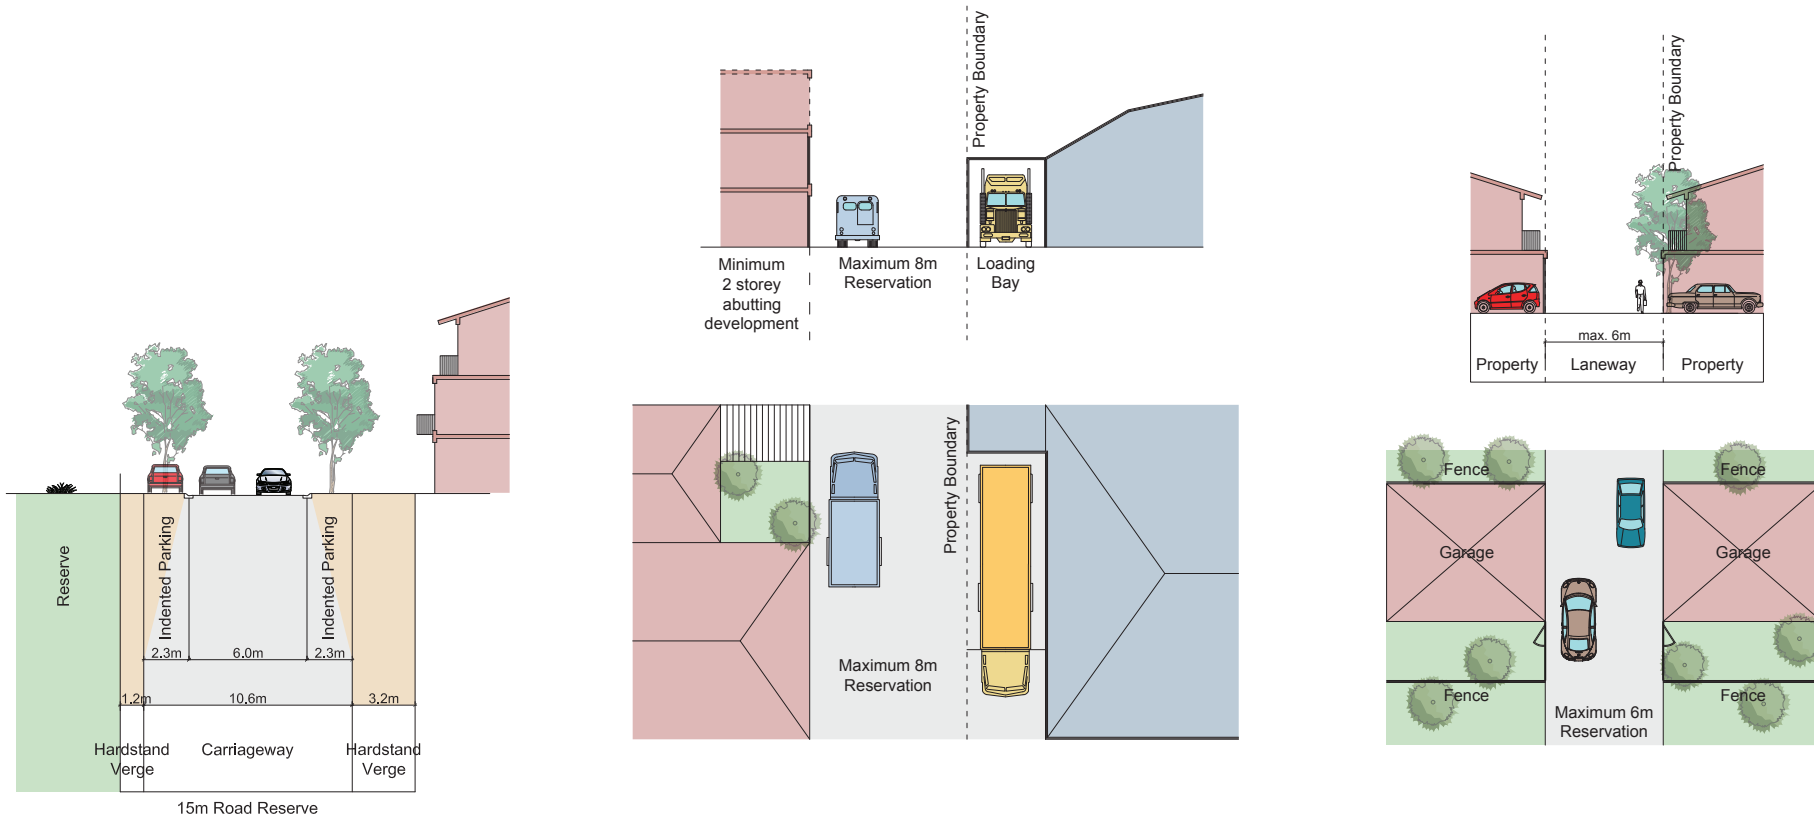 Reserve
Indented Parking
Indented Parking
2.3m
6.0m
2.3m
1.2m
10.6m
3.2m
Hardstand
Verge
Carriageway
Hardstand
Verge
15m Road Reserve
Property Boundary
Minimum
2 storey
abutting
development
Maximum 8m
Reservation
Loading
Bay
Property Boundary
Maximum 8m
Reservation
Property Boundary
max. 6m
Property
Laneway
Property
Fence
Fence
Garage
Garage
Fence
Fence
Maximum 6m
Reservation